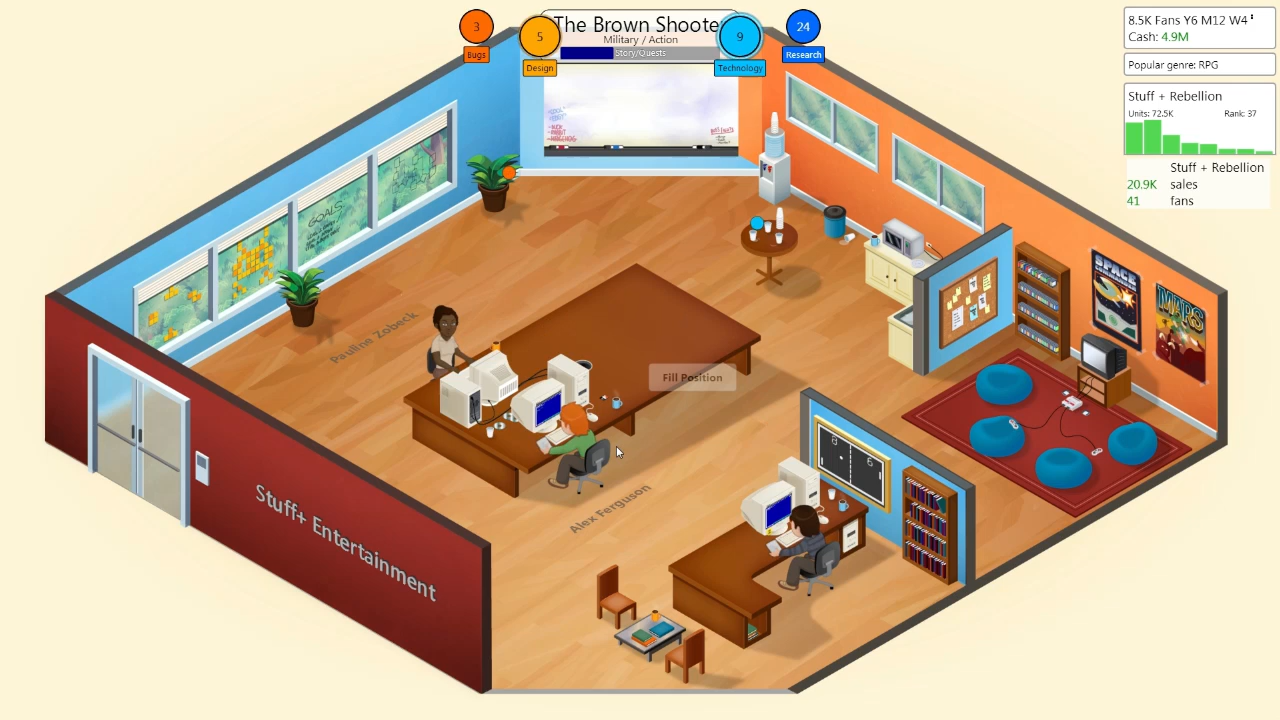 The Brown Shoote
Military / Action
Story/Quests
3
Bugs
5
Design
9
Technology
24
Research
8.5K Fans Y6 M12 W4
Cash: 4.9M
Popular genre: RPG
Stuff + Rebellion
Units: 72.5K
Rank: 37
Stuff + Rebellion
20.9K sales
41 fans
GOALS
SPACE
MARS
Pauline Zobeck
Fill Position
8
6
Alex Ferguson
Stuff+ Entertainment